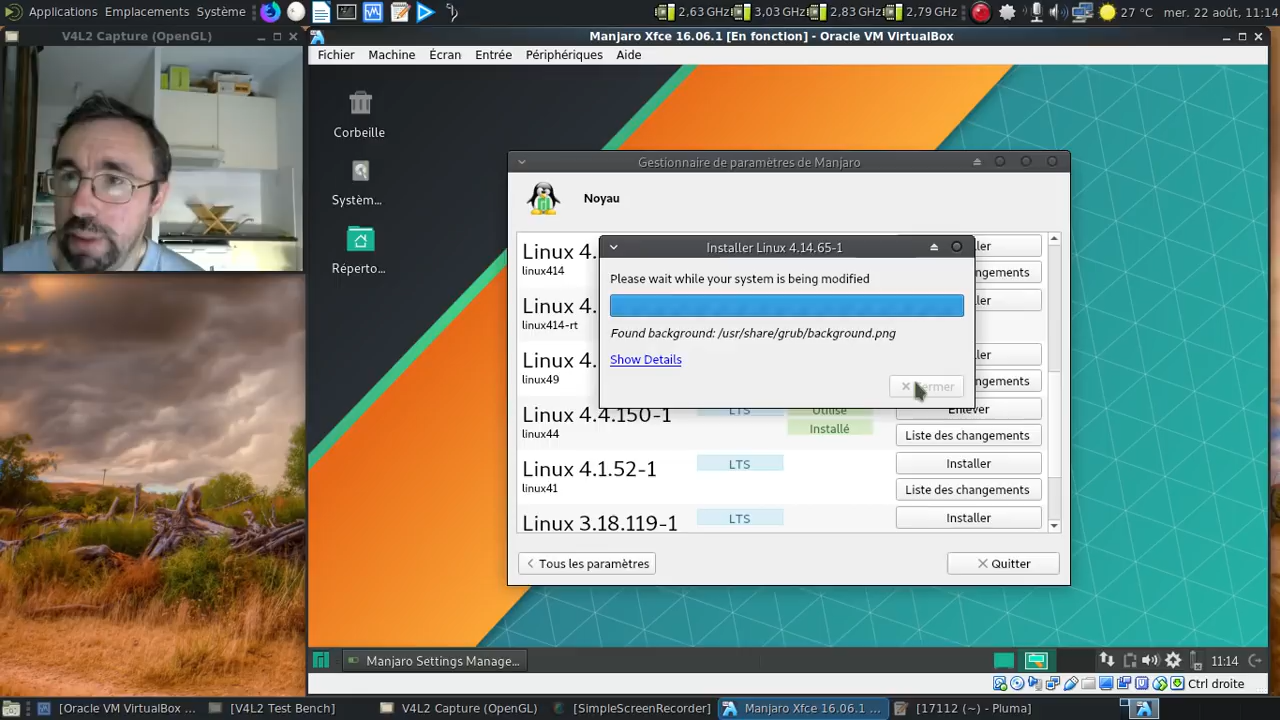 Applications Emplacements Système
2,63 GHz 3,03 GHz 2,83 GHz 2,79 GHz
27 °C mer. 22 août, 11:14
V4L2 Capture (OpenGL)
Manjaro Xfce 16.06.1 [En fonction] - Oracle VM VirtualBox
Fichier Machine Écran Entrée Périphériques Aide
Corbeille
Systèm...
Réperto...
Gestionnaire de paramètres de Manjaro
Noyau
Linux 4.
linux414
Linux 4.
linux414-rt
Linux 4.
linux49
Linux 4.4.150-1
linux44
LTS
Utilisé
Installé
Enlever
Liste des changements
Linux 4.1.52-1
linux41
LTS
Installer
Liste des changements
Linux 3.18.119-1
LTS
Installer
ller
angements
ller
ller
angements
Installer Linux 4.14.65-1
Please wait while your system is being modified
Found background: /usr/share/grub/background.png
Show Details
Fermer
Tous les paramètres
Quitter
Manjaro Settings Manage...
11:14
Ctrl droite
[Oracle VM VirtualBox ...
[V4L2 Test Bench]
V4L2 Capture (OpenGL)
[SimpleScreenRecorder]
Manjaro Xfce 16.06.1 ...
[17112 (~) - Pluma]